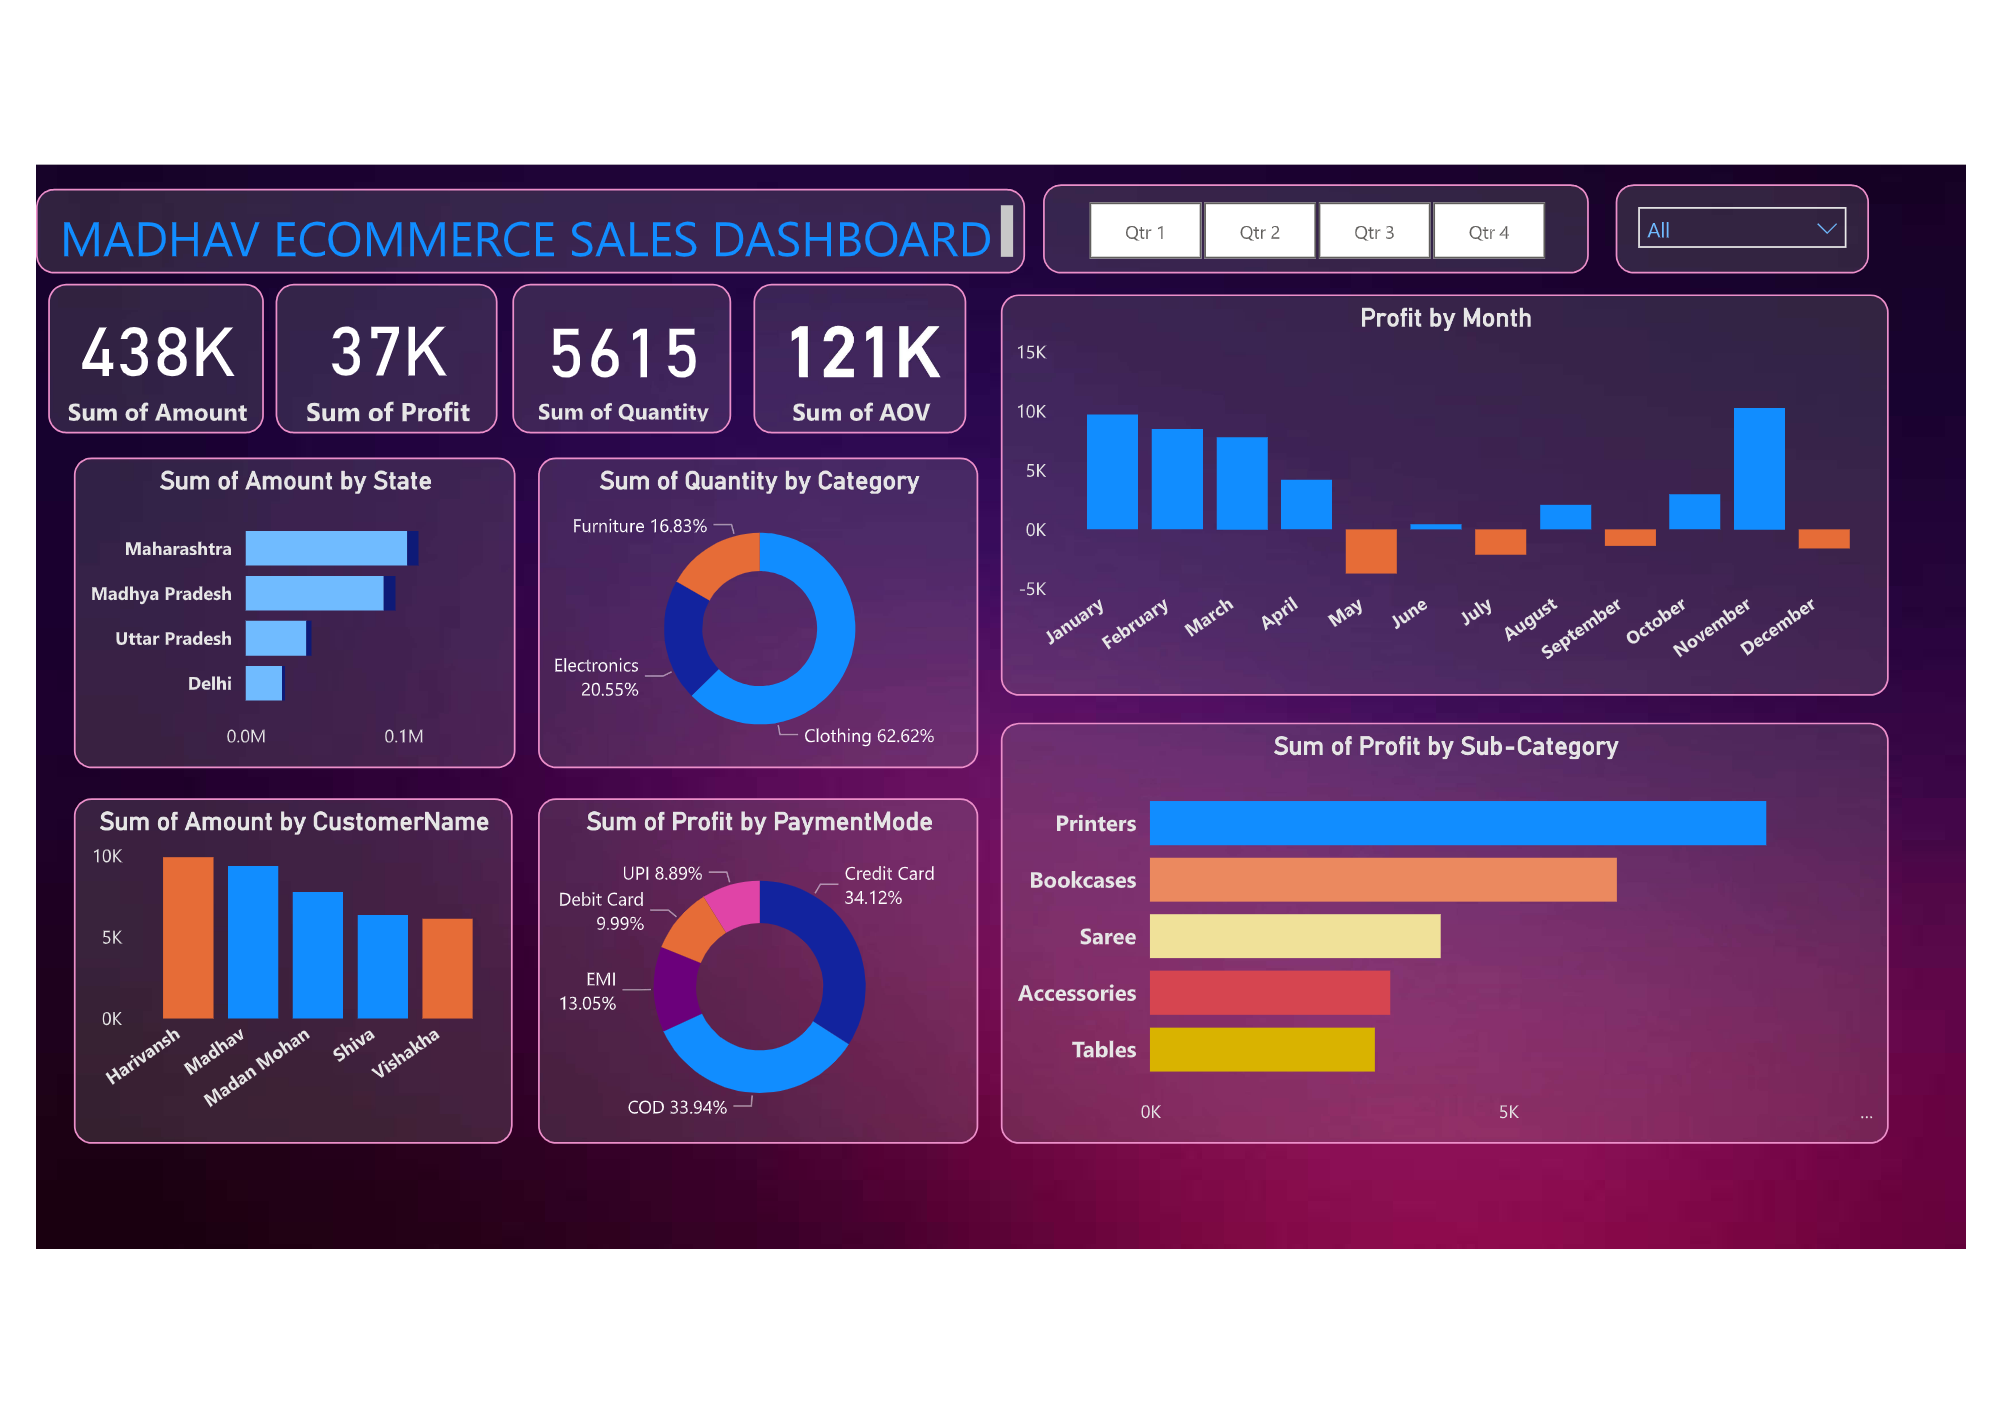 MADHAV ECOMMERCE SALES DASHBOARD
Qtr 1
Qtr 2
Qtr 3
Qtr 4
All
438K
Sum of Amount
37K
Sum of Profit
5615
Sum of Quantity
121K
Sum of AOV
Profit by Month
15K
10K
5K
0K
-5K
January
February
March
April
May
June
July
August
September
October
November
December
Sum of Amount by State
Maharashtra
Madhya Pradesh
Uttar Pradesh
Delhi
0.0M
0.1M
Sum of Quantity by Category
Furniture 16.83%
Electronics
20.55%
Clothing 62.62%
Sum of Profit by Sub-Category
Printers
Bookcases
Saree
Accessories
Tables
0K
5K
...
Sum of Amount by CustomerName
10K
5K
0K
Harivansh
Madhav
Madan Mohan
Shiva
Vishakha
Sum of Profit by PaymentMode
UPI 8.89%
Credit Card
34.12%
Debit Card
9.99%
EMI
13.05%
COD 33.94%